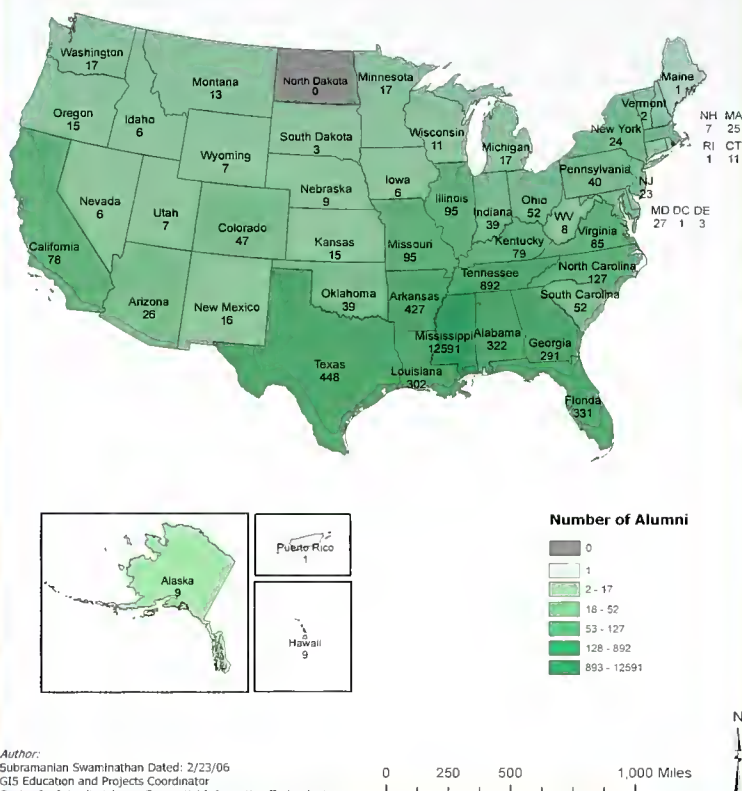 Washington
17
Montana
13
North Dakota
0
Minnesota
17
Maine
1
Oregon
15
Idaho
6
Vermont
2
NH MA
7 25
RI CT
1 11
South Dakota
3
Wisconsin
11
Michigan
17
New York
24
Wyoming
7
Pennsylvania
40
NJ
23
Nebraska
9
Iowa
6
Nevada
6
Utah
7
Illinois
95
Indiana
39
Ohio
52
WV
8
Virginia
85
MD DC DE
27 1 3
California
78
Colorado
47
Kansas
15
Missouri
95
Kentucky
79
Tennessee
892
North Carolina
127
Arizona
26
New Mexico
16
Oklahoma
39
Arkansas
427
South Carolina
52
Mississippi
12591
Alabama
322
Georgia
291
Texas
448
Louisiana
302
Florida
331
Alaska
9
Puerto Rico
1
Hawaii
9
Number of Alumni
0
1
2 - 17
18 - 52
53 - 127
128 - 892
893 - 12591
N
Author:
Subramanian Swaminathan Dated: 2/23/06
GIS Education and Projects Coordinator
0 250 500 1,000 Miles